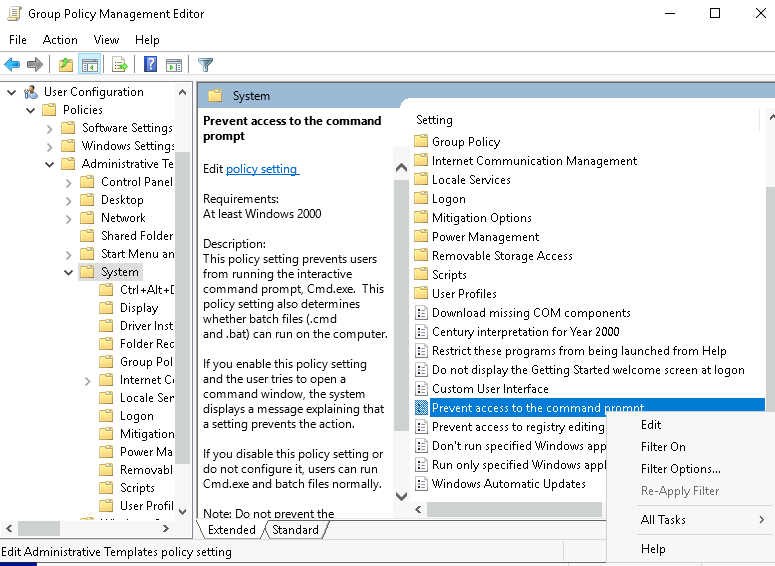 Group Policy Management Editor
File Action View Help
User Configuration
Policies
Software Settings
Windows Settings
Administrative Te
Control Panel
Desktop
Network
Shared Folder
Start Menu an
System
Ctrl+Alt+D
Display
Driver Inst
Folder Rec
Group Pol
Internet Co
Locale Ser
Logon
Mitigation
Power Ma
Removabl
Scripts
User Profil
System
Prevent access to the command
prompt
Edit policy setting
Requirements:
At least Windows 2000
Description:
This policy setting prevents users
from running the interactive
command prompt, Cmd.exe. This
policy setting also determines
whether batch files (.cmd
and .bat) can run on the computer.
If you enable this policy setting
and the user tries to open a
command window, the system
displays a message explaining that
a setting prevents the action.
If you disable this policy setting or
do not configure it, users can run
Cmd.exe and batch files normally.
Note: Do not prevent the
Setting
Group Policy
Internet Communication Management
Locale Services
Logon
Mitigation Options
Power Management
Removable Storage Access
Scripts
User Profiles
Download missing COM components
Century interpretation for Year 2000
Restrict these programs from being launched from Help
Do not display the Getting Started welcome screen at logon
Custom User Interface
Prevent access to the command prompt
Prevent access to registry editing
Don't run specified Windows app
Run only specified Windows appl
Windows Automatic Updates
Edit
Filter On
Filter Options...
Re-Apply Filter
All Tasks
Help
Extended Standard
Edit Administrative Templates policy setting